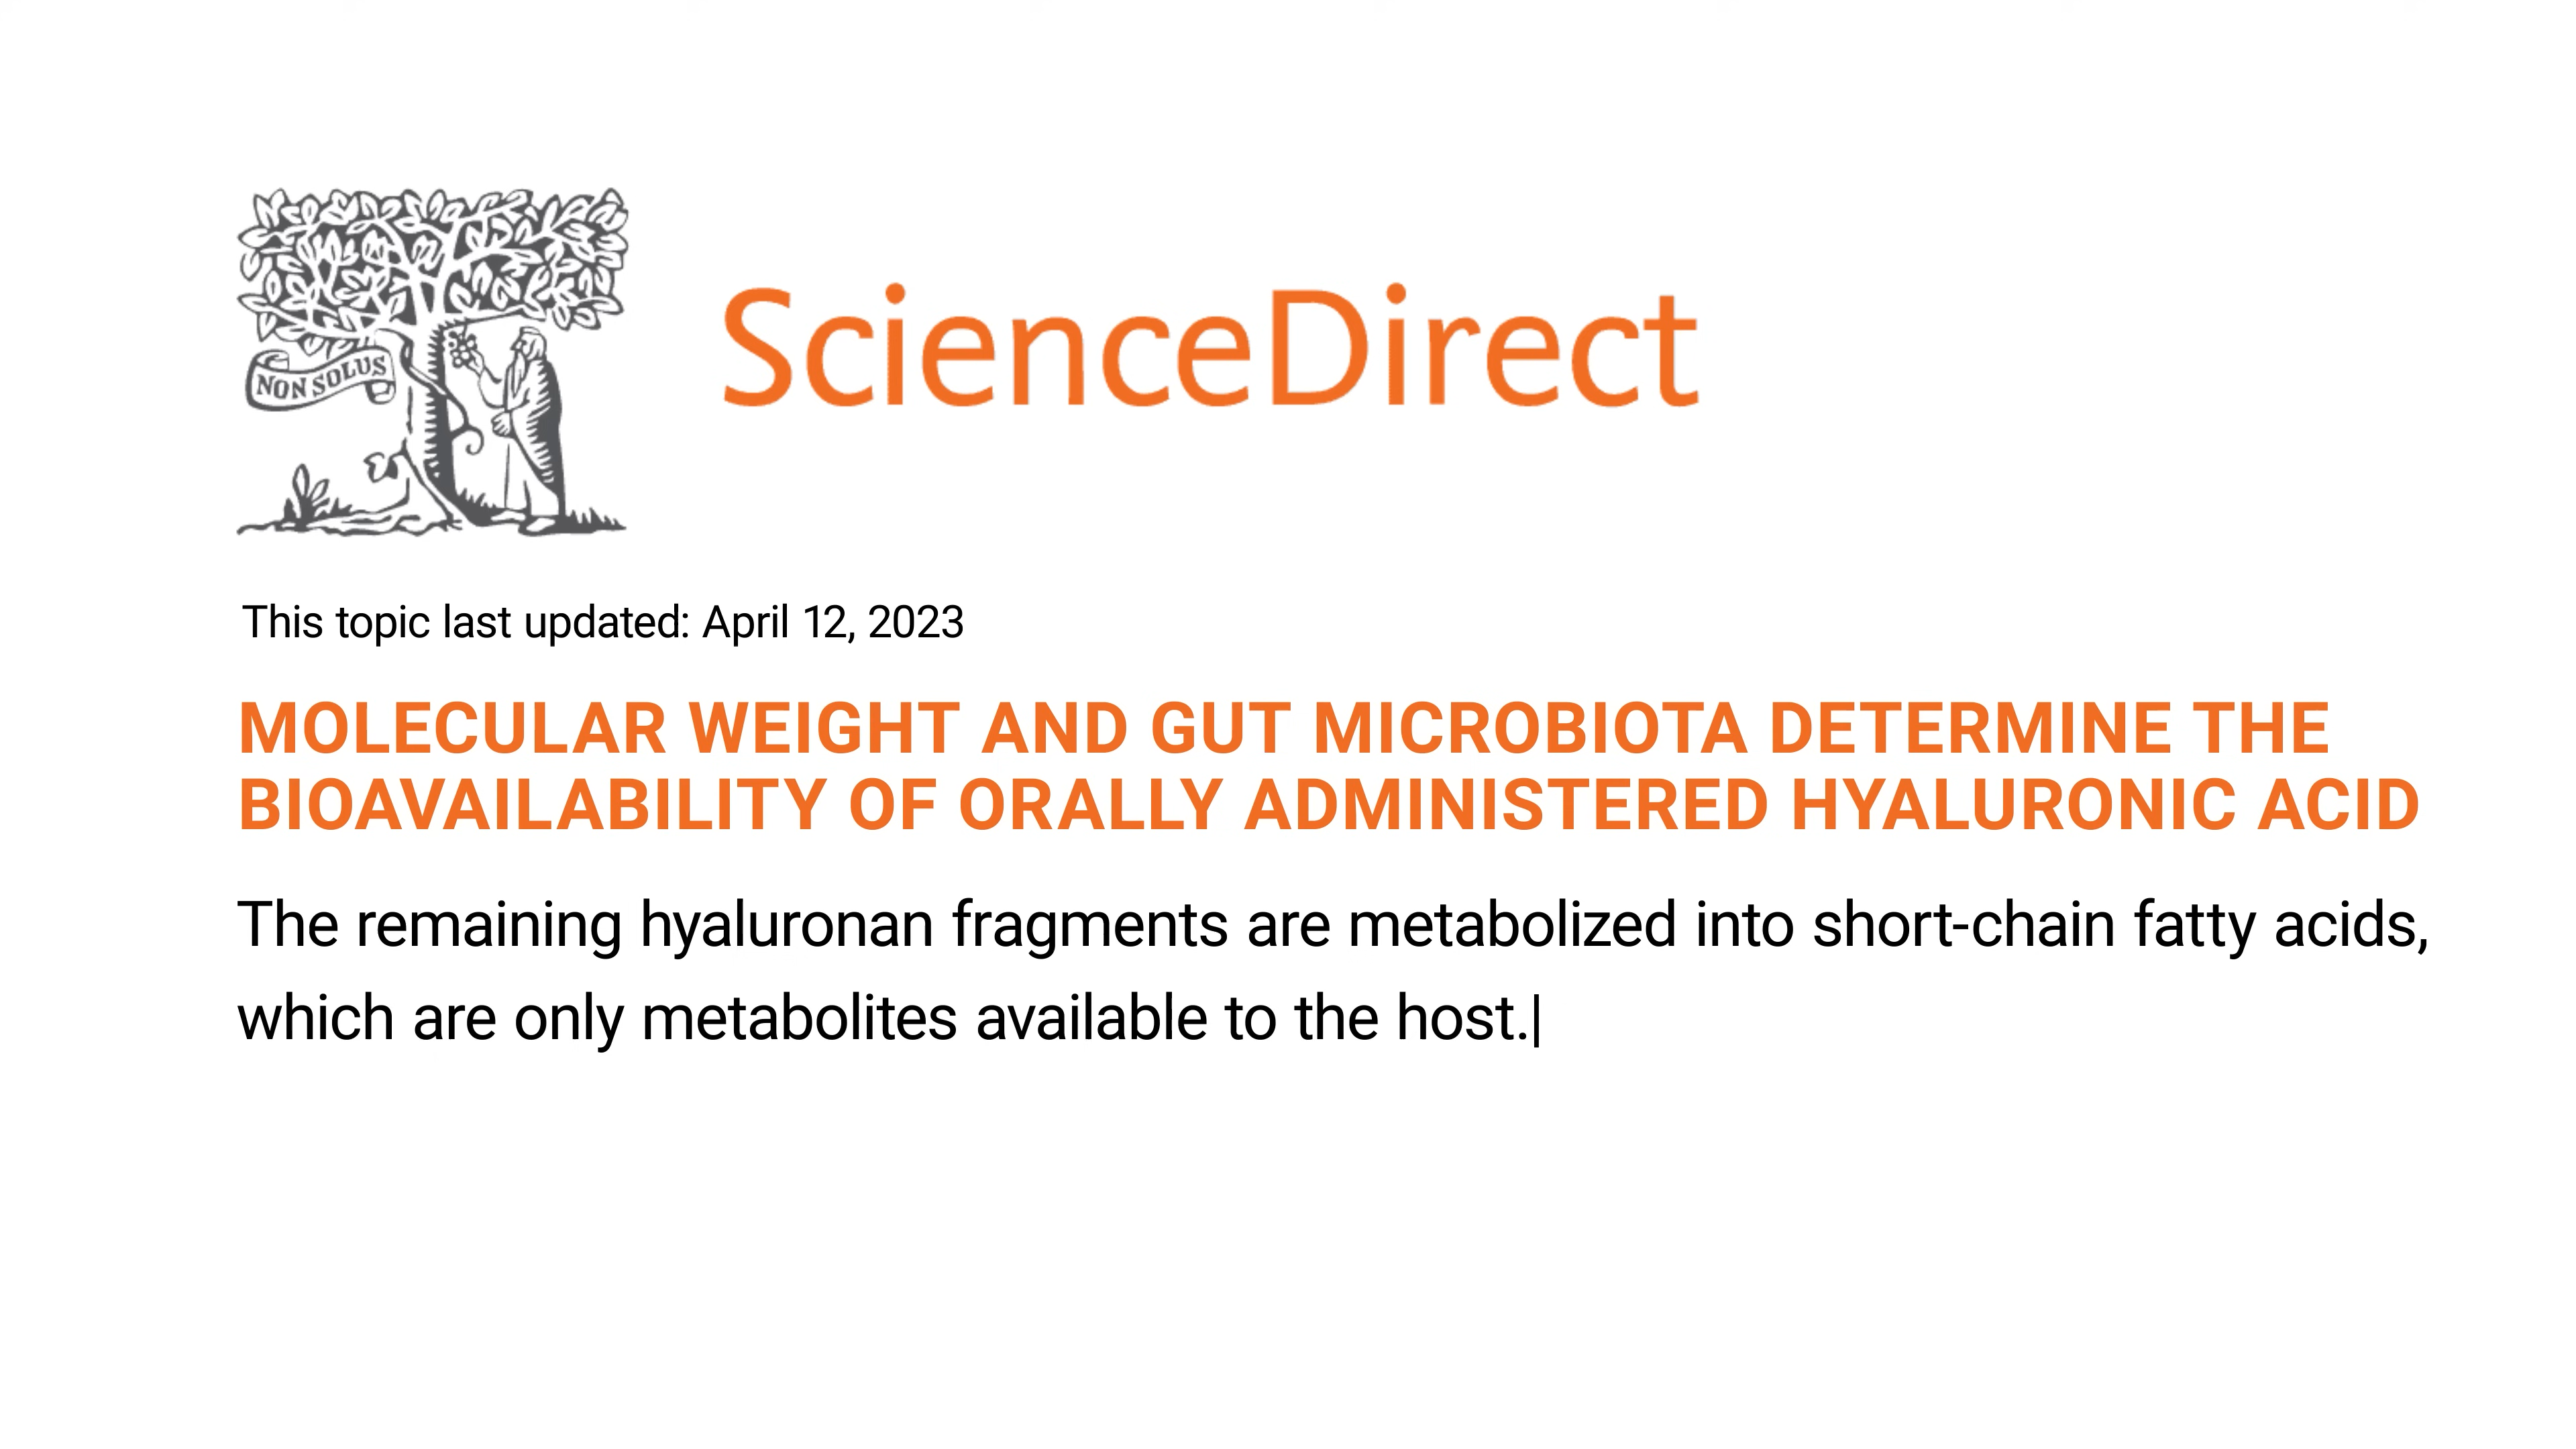 NON SOLUS
ScienceDirect
This topic last updated: April 12, 2023
MOLECULAR WEIGHT AND GUT MICROBIOTA DETERMINE THE
BIOAVAILABILITY OF ORALLY ADMINISTERED HYALURONIC ACID
The remaining hyaluronan fragments are metabolized into short-chain fatty acids,
which are only metabolites available to the host.|